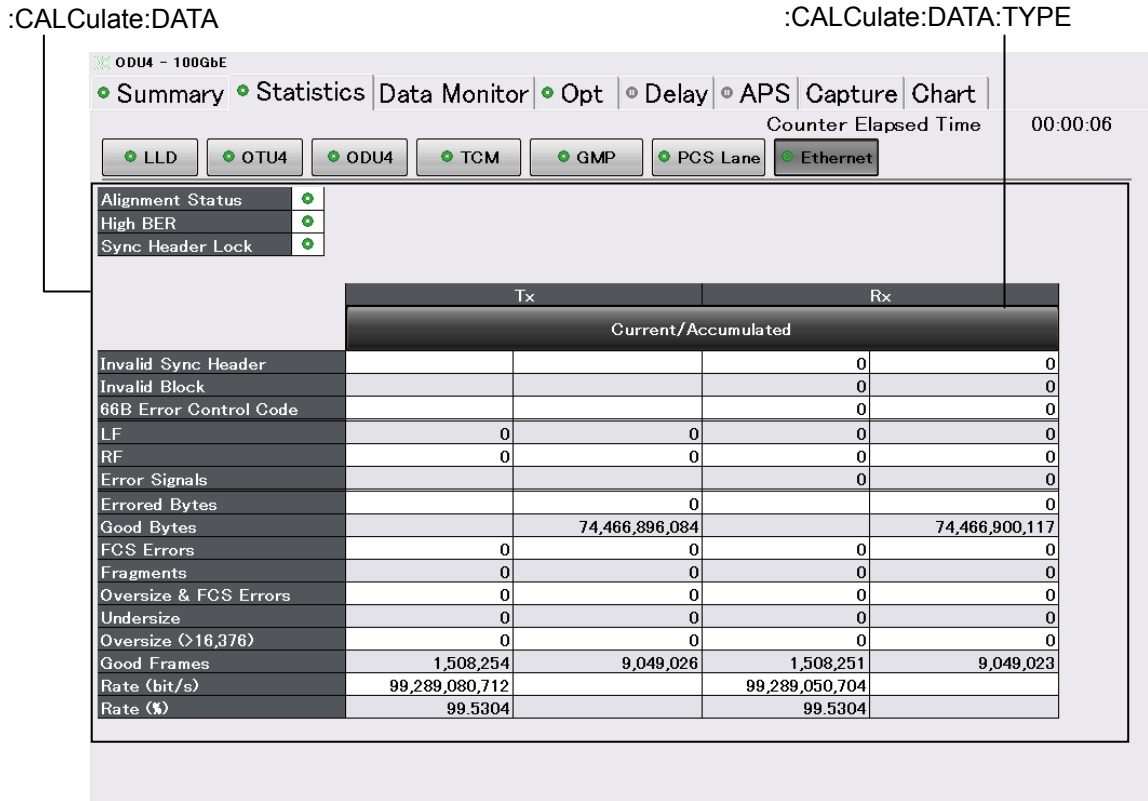 :CALCulate:DATA :CALCulate:DATA:TYPE
ODU4 - 100GbE
Summary Statistics Data Monitor Opt Delay APS Capture Chart
Counter Elapsed Time 00:00:06
LLD OTU4 ODU4 TCM GMP PCS Lane Ethernet
Alignment Status
High BER
Sync Header Lock
Tx Rx
Current/Accumulated
Invalid Sync Header 0 0
Invalid Block 0 0
66B Error Control Code 0 0
LF 0 0 0 0
RF 0 0 0 0
Error Signals 0 0
Errored Bytes 0 0
Good Bytes 74,466,896,084 74,466,900,117
FCS Errors 0 0 0 0
Fragments 0 0 0 0
Oversize & FCS Errors 0 0 0 0
Undersize 0 0 0 0
Oversize (>16,376) 0 0 0 0
Good Frames 1,508,254 9,049,026 1,508,251 9,049,023
Rate (bit/s) 99,289,080,712 99,289,050,704
Rate (%) 99.5304 99.5304